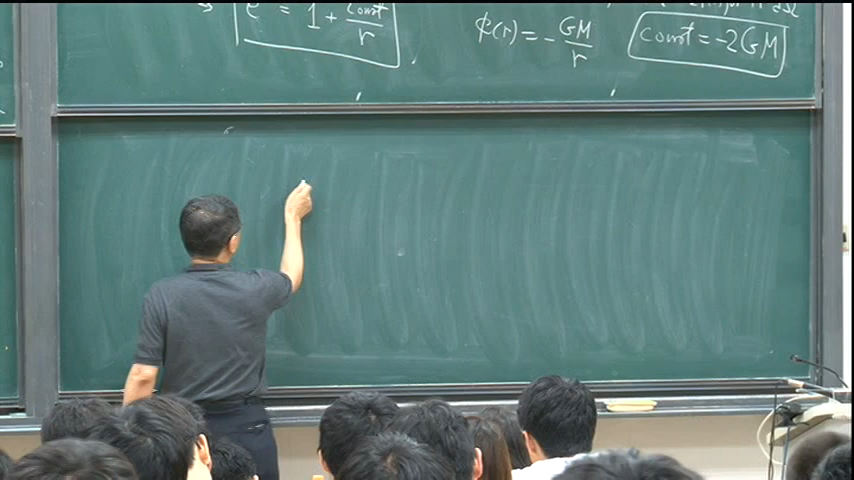 e = 1 + const/r
φ(r) = - GM/r
const = -2GM